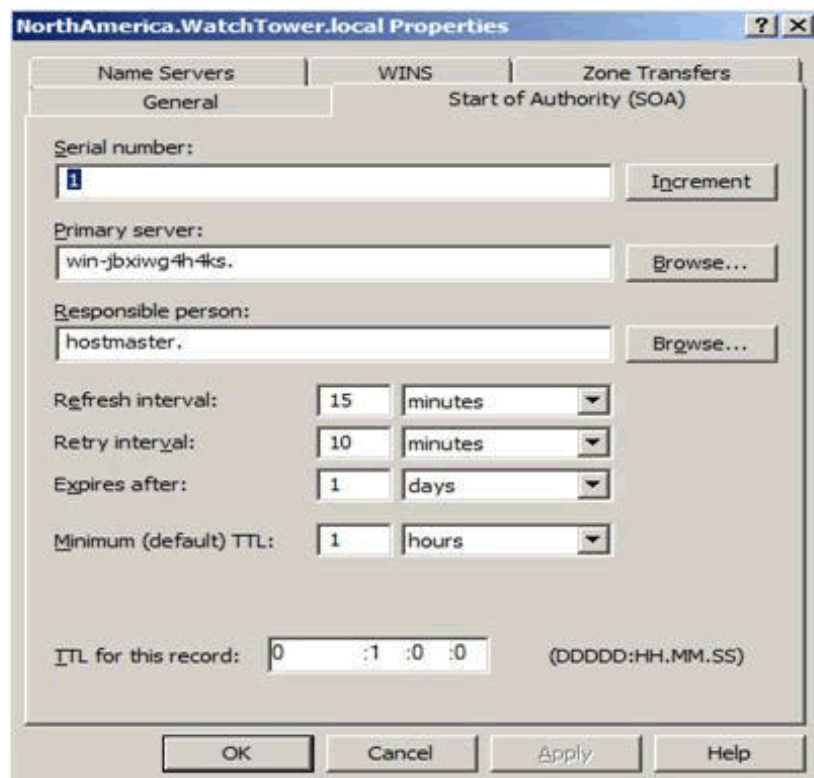 NorthAmerica.WatchTower.local Properties
Name Servers WINS Zone Transfers
General Start of Authority (SOA)
Serial number:
1 Increment
Primary server:
win-jbxiwg4h4ks. Browse...
Responsible person:
hostmaster. Browse...
Refresh interval: 15 minutes
Retry interval: 10 minutes
Expires after: 1 days
Minimum (default) TTL: 1 hours
TTL for this record: 0 :1 :0 :0 (DDDDD:HH.MM.SS)
OK Cancel Apply Help